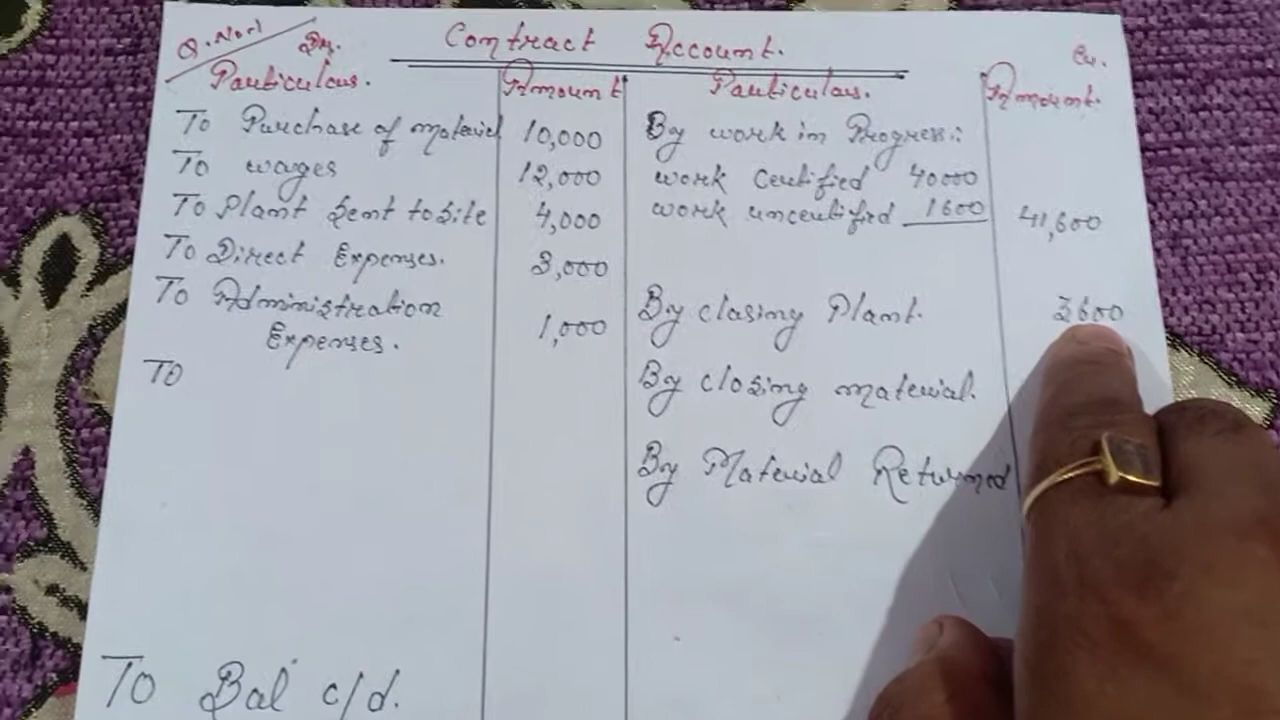 Q.No-1 Dr. Contract Account. Cr.
Particulars. Amount Particulars. Amount.
To Purchase of material 10,000 By work in Progress:
To wages 12,000 work Certified 40000
To Plant Sent to Site 4,000 work uncertified 1600 41,600
To Direct Expenses. 3,000
To Administration
Expenses. 1,000 By closing Plant. 3600
To By closing material.
By Material Returned
To Bal c/d.